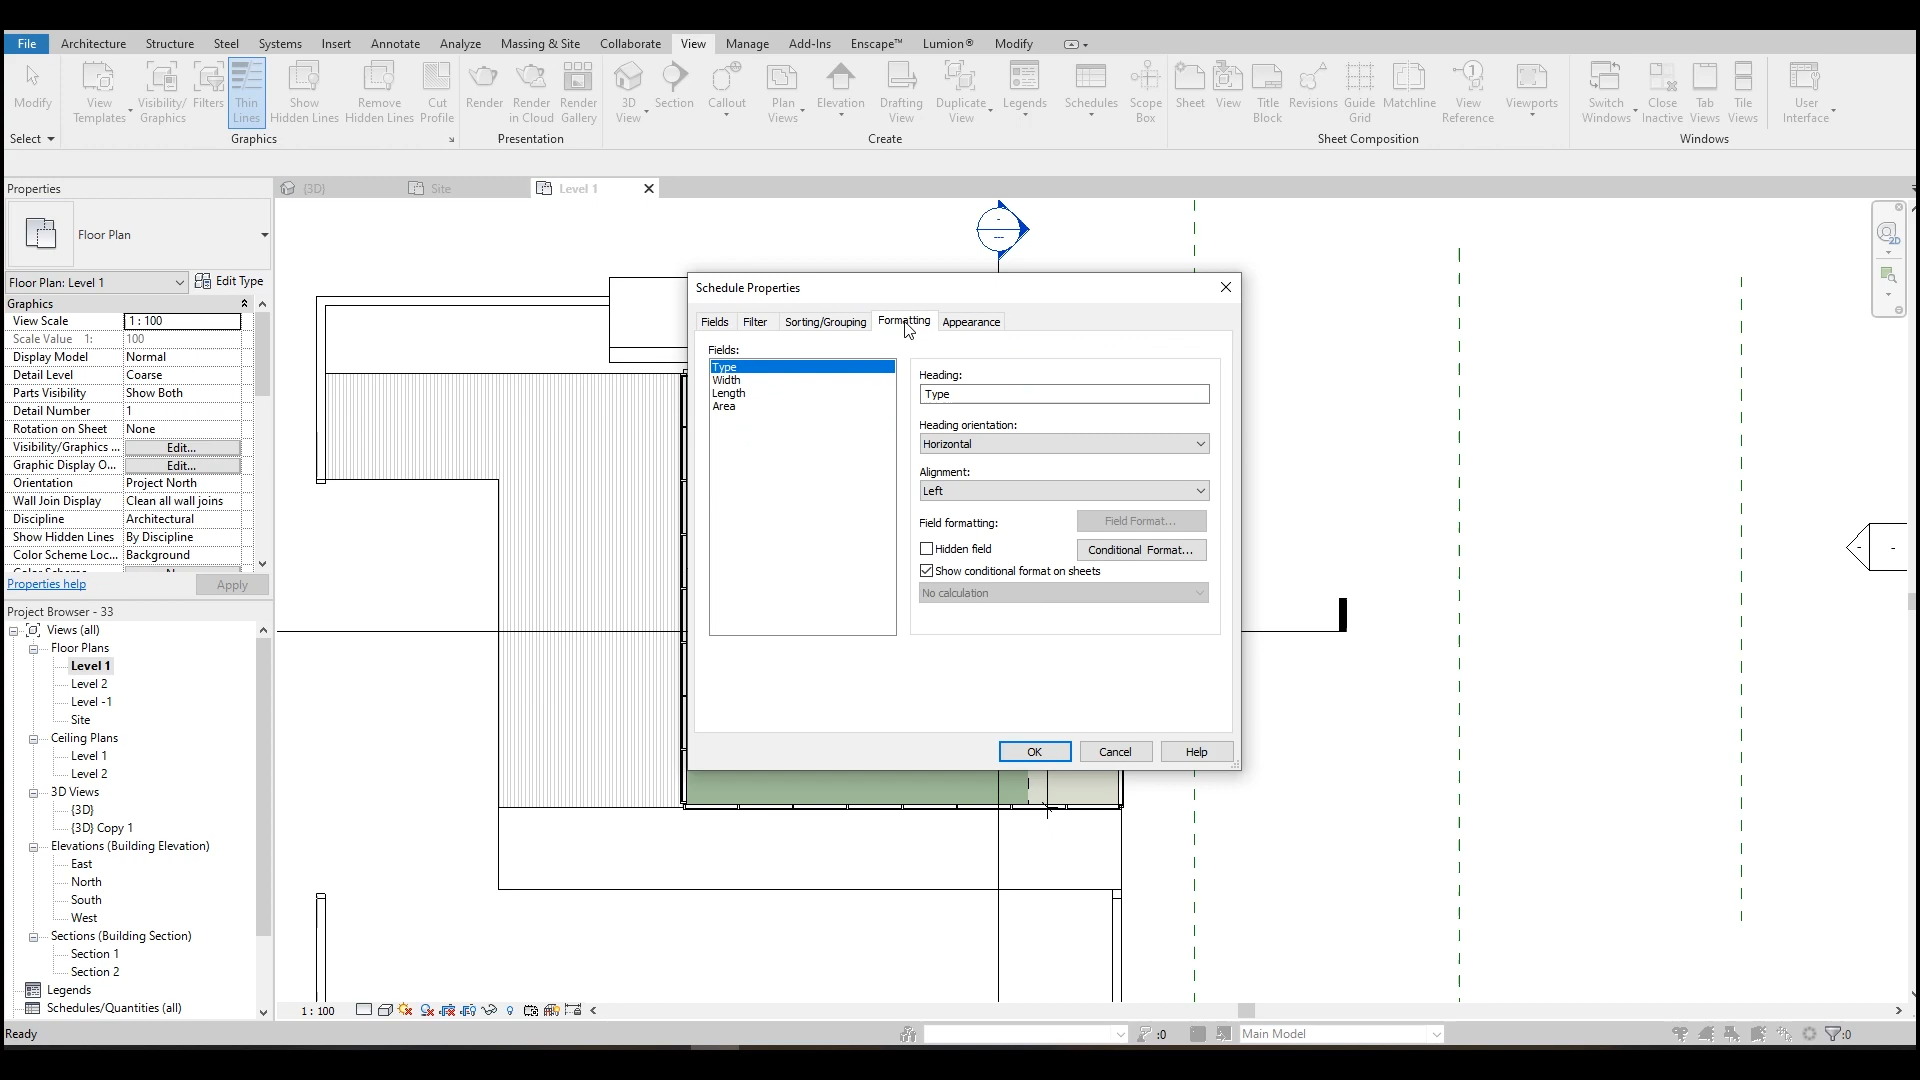 File Architecture Structure Steel Systems Insert Annotate Analyze Massing & Site Collaborate View Manage Add-Ins Enscape™ Lumion® Modify
Modify
View Templates
Visibility/ Graphics
Filters
Thin Lines
Show Hidden Lines
Remove Hidden Lines
Cut Profile
Render
Render in Cloud
Render Gallery
3D View
Section
Callout
Plan Views
Elevation
Drafting View
Duplicate View
Legends
Schedules
Scope Box
Sheet
View
Title Block
Revisions
Guide Grid
Matchline
View Reference
Viewports
Switch Windows
Close Inactive
Tab Views
Tile Views
User Interface
Select Graphics Presentation Create Sheet Composition Windows
Properties
{3D} Site Level 1
Floor Plan
Floor Plan: Level 1 Edit Type
Graphics
View Scale 1 : 100
Scale Value 1: 100
Display Model Normal
Detail Level Coarse
Parts Visibility Show Both
Detail Number 1
Rotation on Sheet None
Visibility/Graphics ... Edit...
Graphic Display O... Edit...
Orientation Project North
Wall Join Display Clean all wall joins
Discipline Architectural
Show Hidden Lines By Discipline
Color Scheme Loc... Background
Properties help Apply
Project Browser - 33
Views (all)
Floor Plans
Level 1
Level 2
Level -1
Site
Ceiling Plans
Level 1
Level 2
3D Views
{3D}
{3D} Copy 1
Elevations (Building Elevation)
East
North
South
West
Sections (Building Section)
Section 1
Section 2
Legends
Schedules/Quantities (all)
Schedule Properties
Fields Filter Sorting/Grouping Formatting Appearance
Fields:
Type
Width
Length
Area
Heading:
Type
Heading orientation:
Horizontal
Alignment:
Left
Field formatting: Field Format...
Hidden field Conditional Format...
Show conditional format on sheets
No calculation
OK Cancel Help
2D
1 : 100
Ready :0 Main Model :0